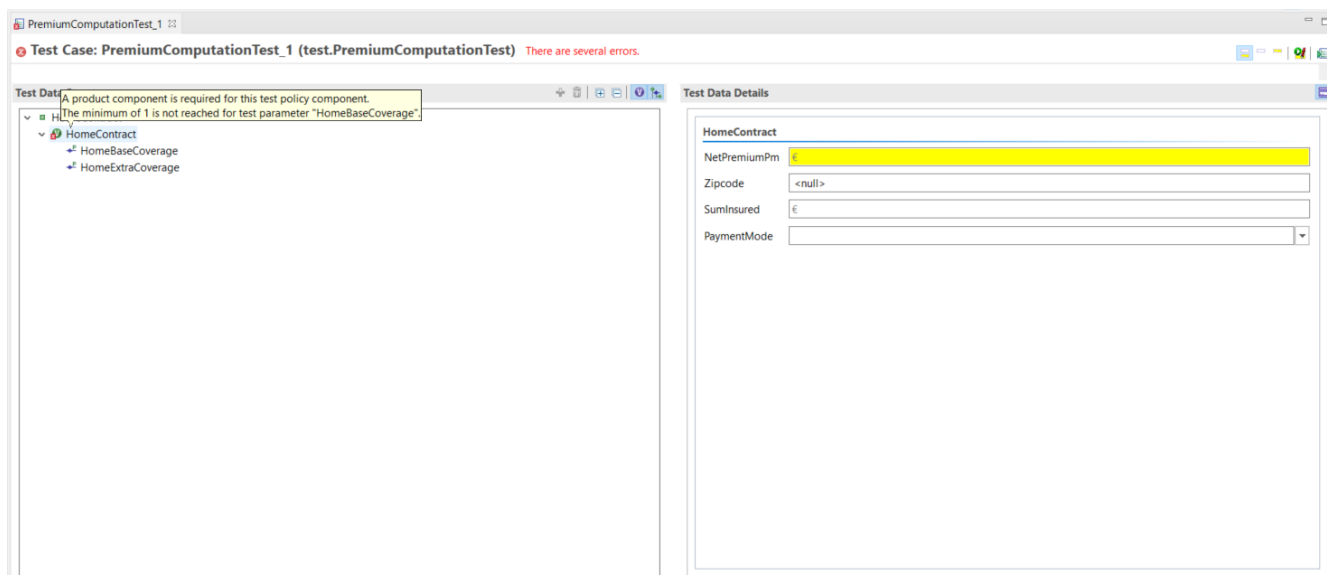 PremiumComputationTest_1
Test Case: PremiumComputationTest_1 (test.PremiumComputationTest) There are several errors.
Test Data
A product component is required for this test policy component.
The minimum of 1 is not reached for test parameter "HomeBaseCoverage".
HomeContract
HomeBaseCoverage
HomeExtraCoverage
Test Data Details
HomeContract
NetPremiumPm €
Zipcode <null>
SumInsured €
PaymentMode